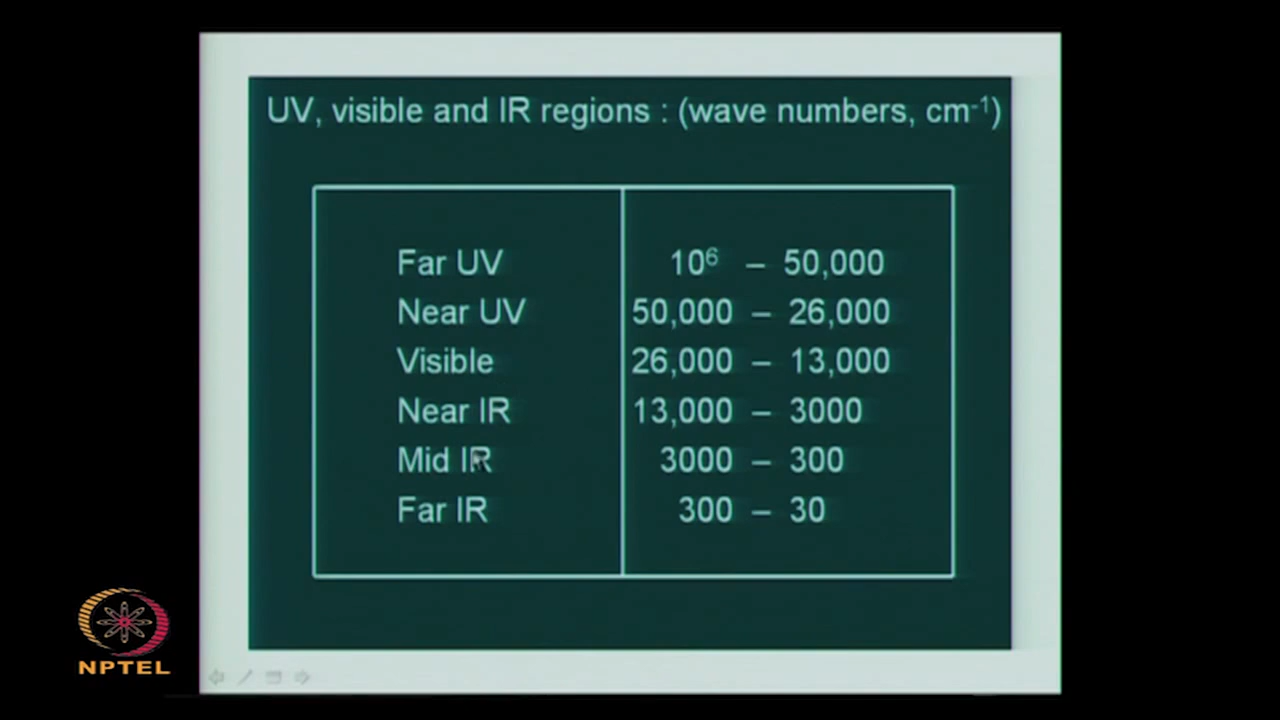 UV, visible and IR regions : (wave numbers, cm⁻¹)
Far UV 10⁶ – 50,000
Near UV 50,000 – 26,000
Visible 26,000 – 13,000
Near IR 13,000 – 3000
Mid IR 3000 – 300
Far IR 300 – 30
NPTEL